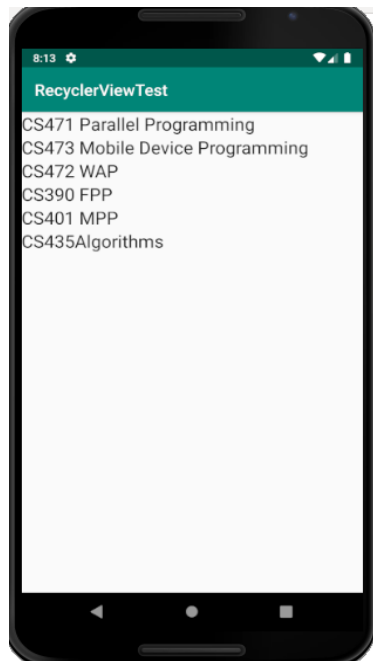 8:13
RecyclerViewTest
CS471 Parallel Programming
CS473 Mobile Device Programming
CS472 WAP
CS390 FPP
CS401 MPP
CS435Algorithms